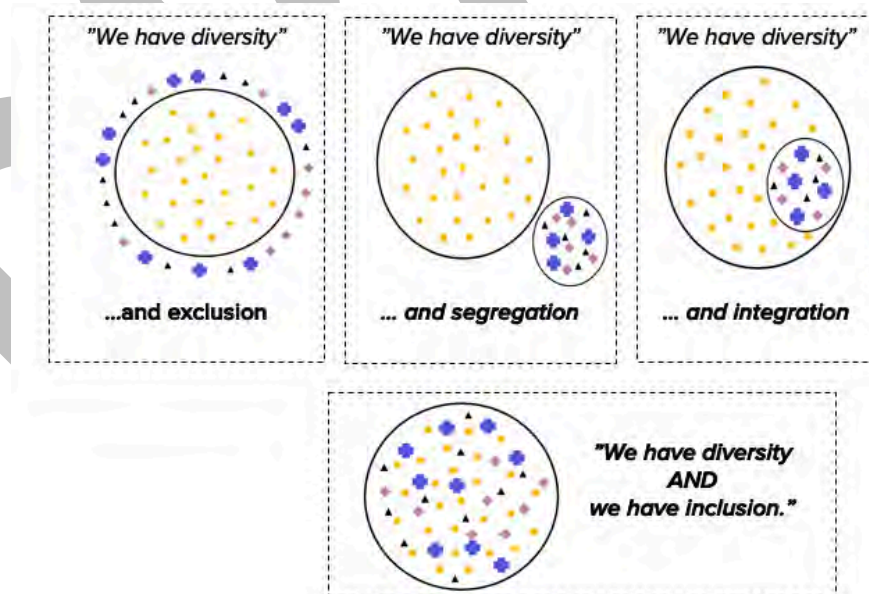 "We have diversity"
"We have diversity"
"We have diversity"
...and exclusion
... and segregation
... and integration
"We have diversity
AND
we have inclusion."